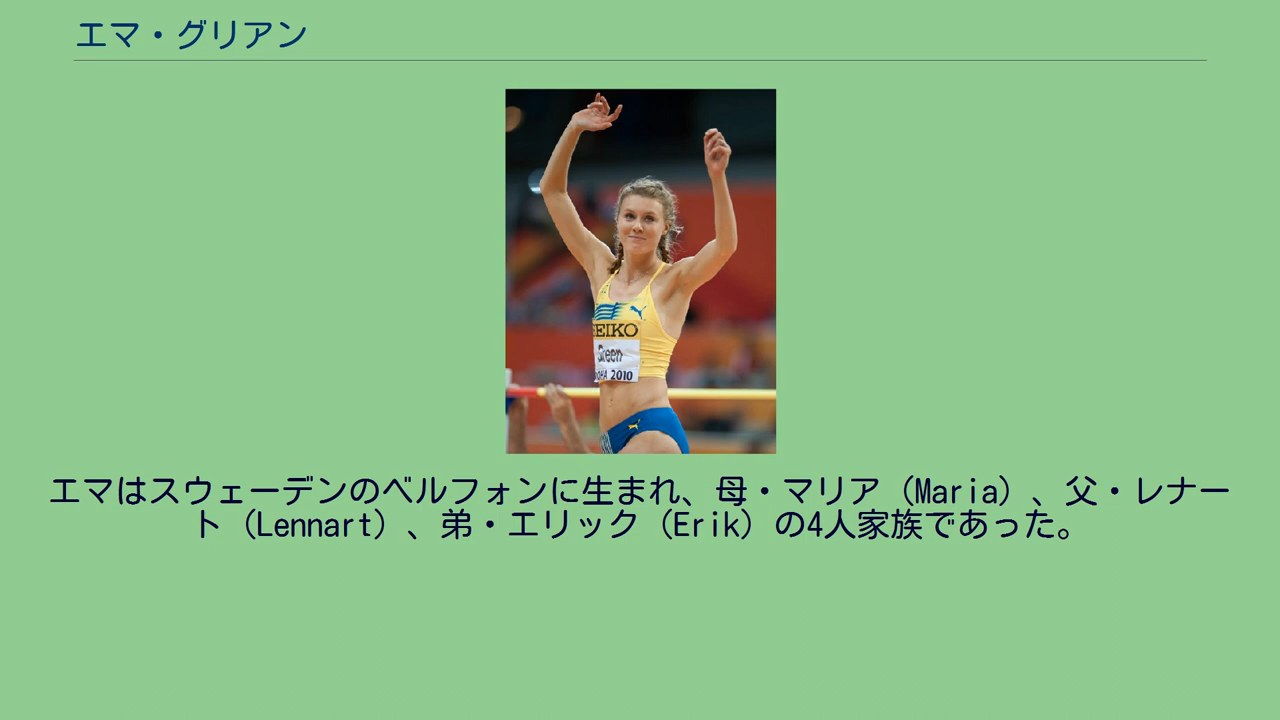 エマ・グリアン
SEIKO
Green
DOHA 2010
エマはスウェーデンのベルフォンに生まれ、母・マリア（Maria）、父・レナー
ト（Lennart）、弟・エリック（Erik）の4人家族であった。